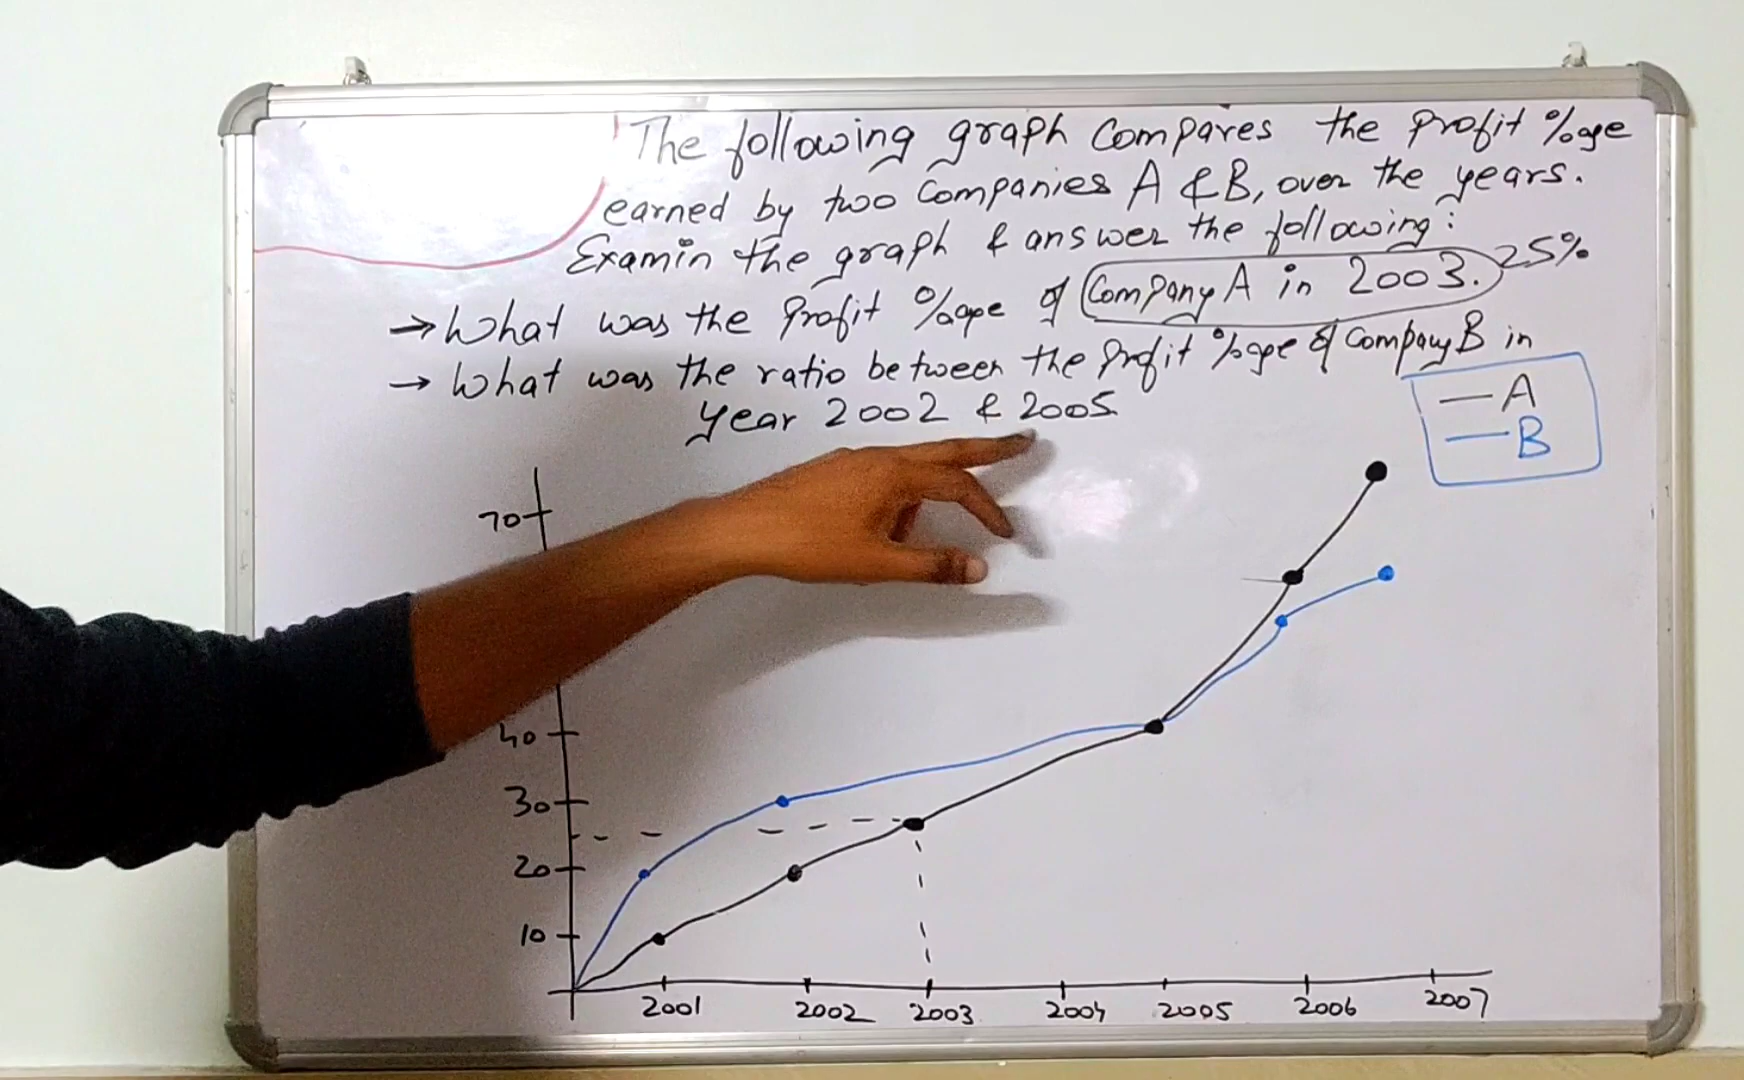 The following graph compares the profit %age
earned by two companies A & B, over the years.
Examin the graph & answer the following:
→ What was the profit %age of Company A in 2003. 25%
→ What was the ratio between the profit %age of company B in
year 2002 & 2005
— A
— B
70
40
30
20
10
2001 2002 2003 2004 2005 2006 2007